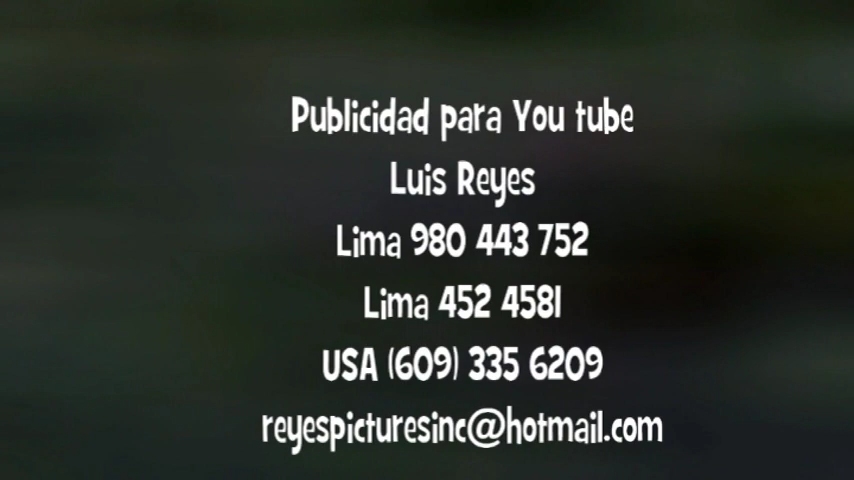 Publicidad para You tube
Luis Reyes
Lima 980 443 752
Lima 452 4581
USA (609) 335 6209
reyespicturesinc@hotmail.com